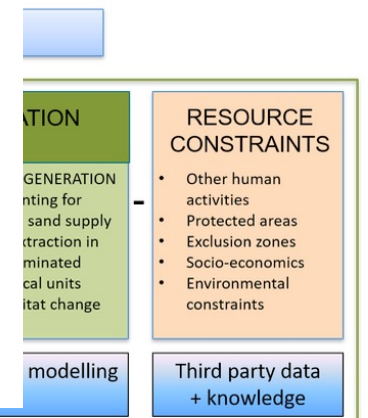 ATION
GENERATION
nting for
sand supply
xtraction in
minated
cal units
itat change
modelling
-
RESOURCE
CONSTRAINTS
• Other human
activities
• Protected areas
• Exclusion zones
• Socio-economics
• Environmental
constraints
Third party data
+ knowledge